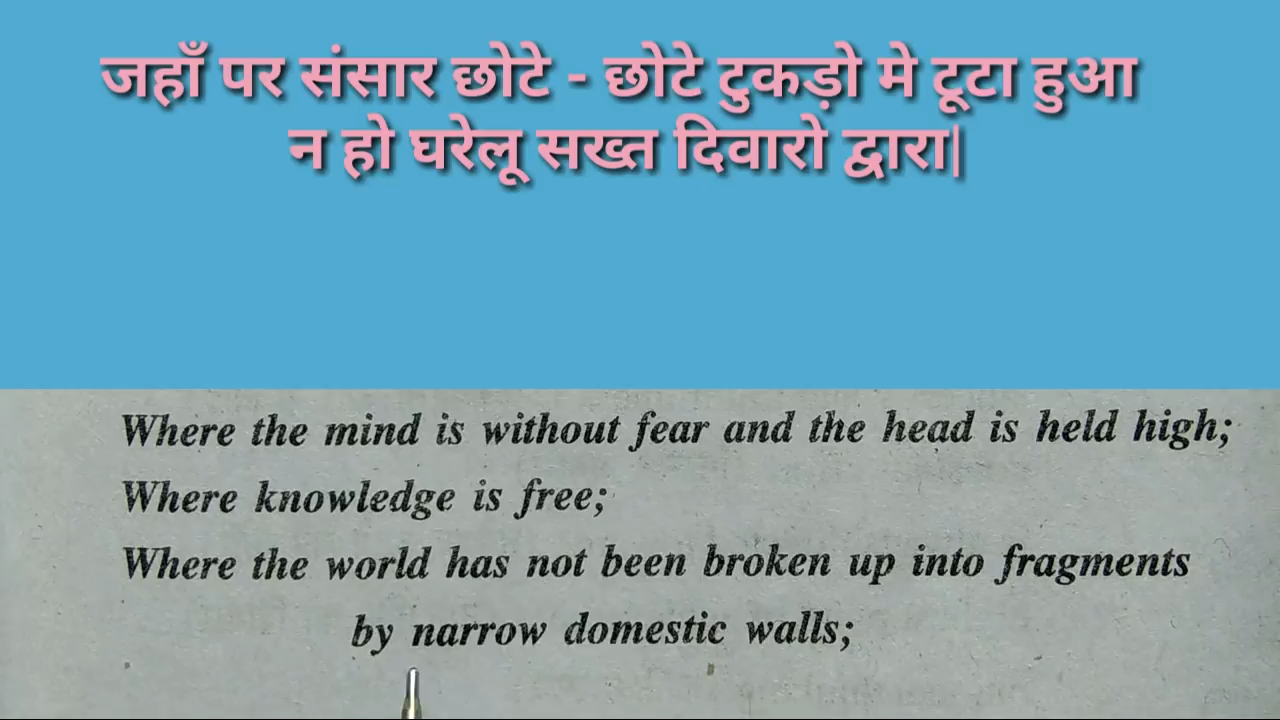 जहाँ पर संसार छोटे - छोटे टुकड़ो मे टूटा हुआ
न हो घरेलू सख्त दिवारो द्वारा|
Where the mind is without fear and the head is held high;
Where knowledge is free;
Where the world has not been broken up into fragments
by narrow domestic walls;